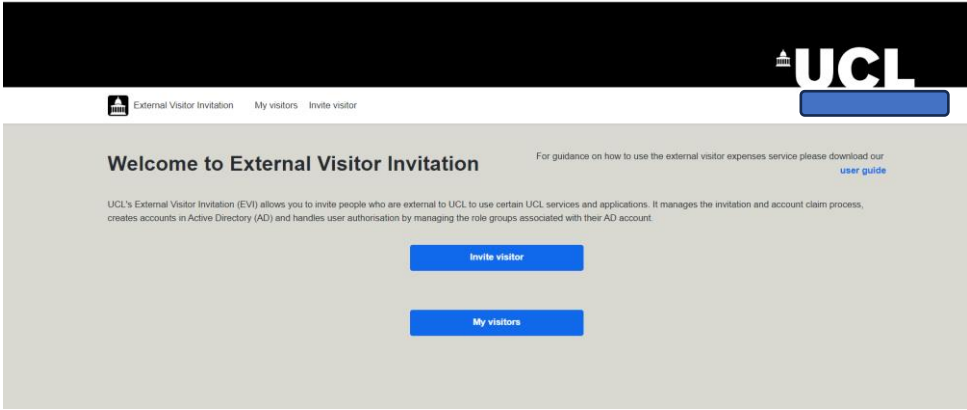 UCL
External Visitor Invitation My visitors Invite visitor
Welcome to External Visitor Invitation
For guidance on how to use the external visitor expenses service please download our
user guide
UCL's External Visitor Invitation (EVI) allows you to invite people who are external to UCL to use certain UCL services and applications. It manages the invitation and account claim process,
creates accounts in Active Directory (AD) and handles user authorisation by managing the role groups associated with their AD account.
Invite visitor
My visitors